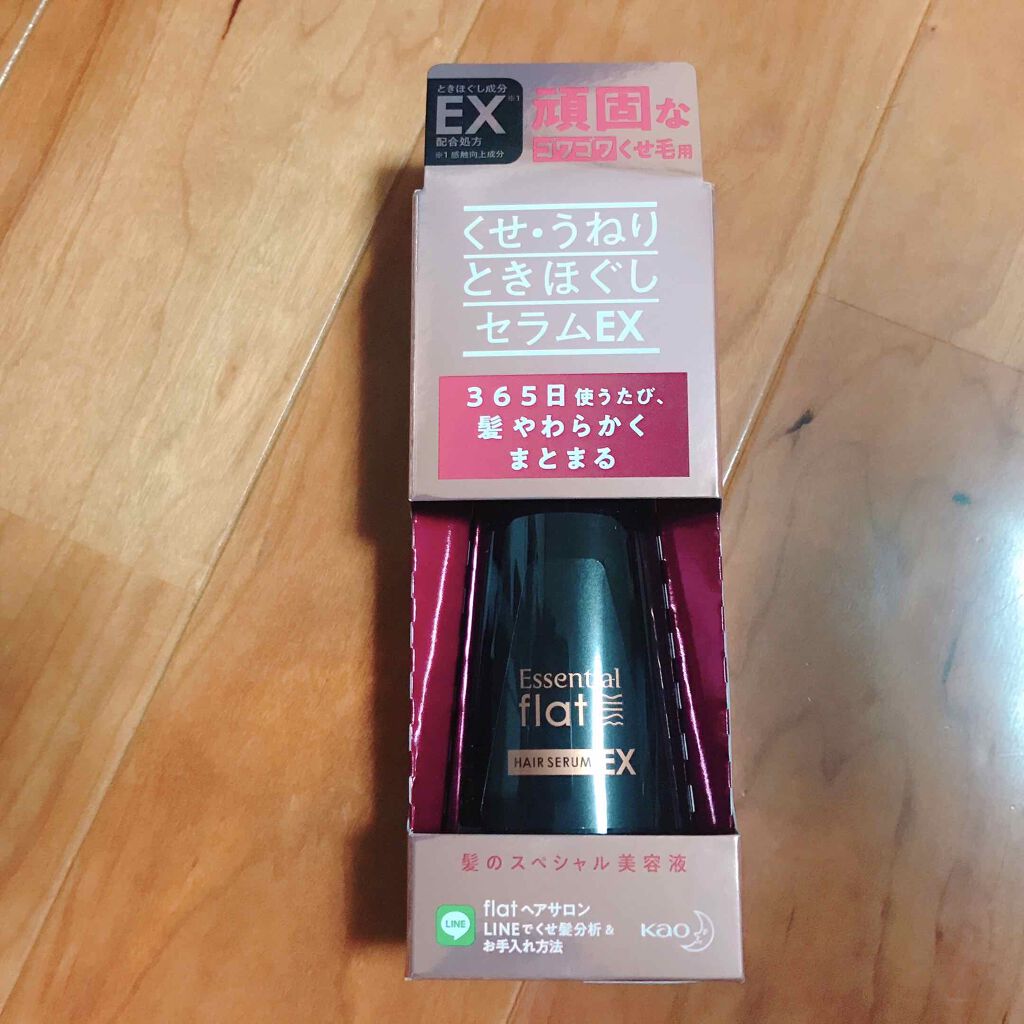 ときほぐし成分
EX※1
配合処方
※1 感触向上成分
頑固な
ゴワゴワくせ毛用
くせ・うねり
ときほぐし
セラムEX
365日使うたび、
髪やわらかく
まとまる
Essential
flat
HAIR SERUM EX
髪のスペシャル美容液
LINE
flatヘアサロン
LINEでくせ髪分析&
お手入れ方法
Kao